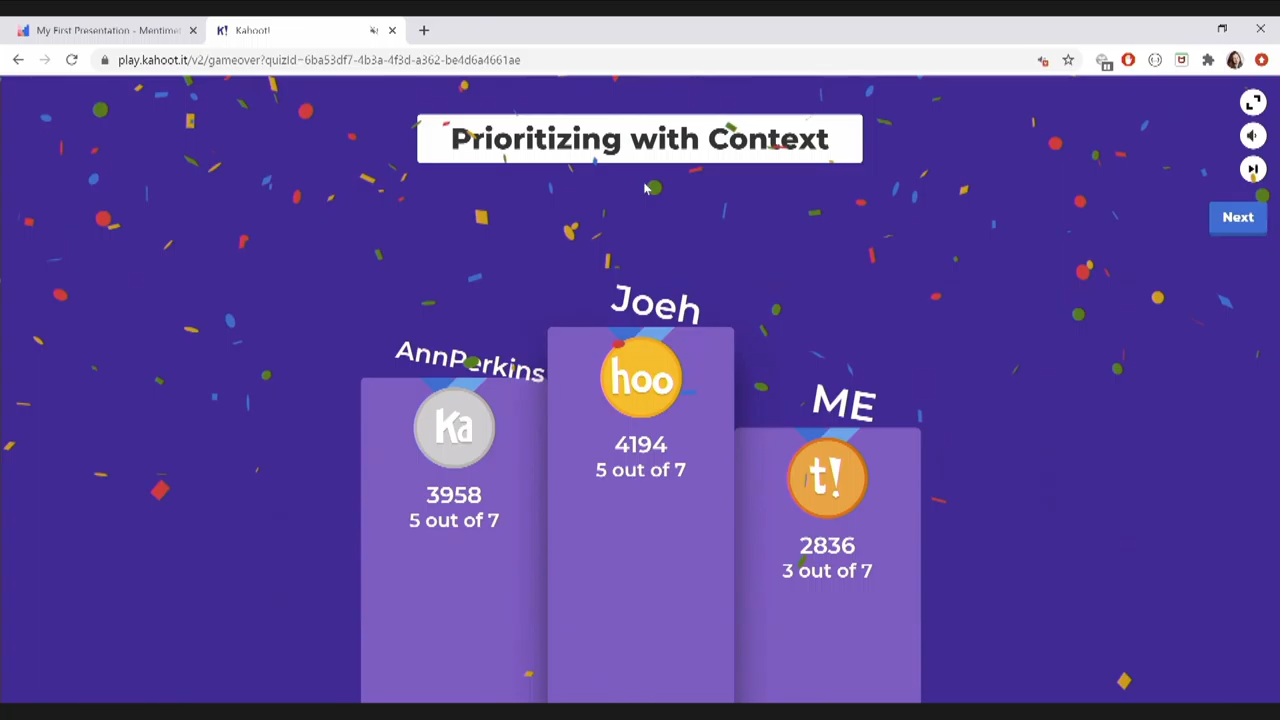 My First Presentation - Mentimet
Kahoot!
play.kahoot.it/v2/gameover?quizId=6ba53df7-4b3a-4f3d-a362-be4d6a4661ae
Prioritizing with Context
Next
Joeh
hoo
4194
5 out of 7
AnnPerkins
Ka
3958
5 out of 7
ME
t!
2836
3 out of 7